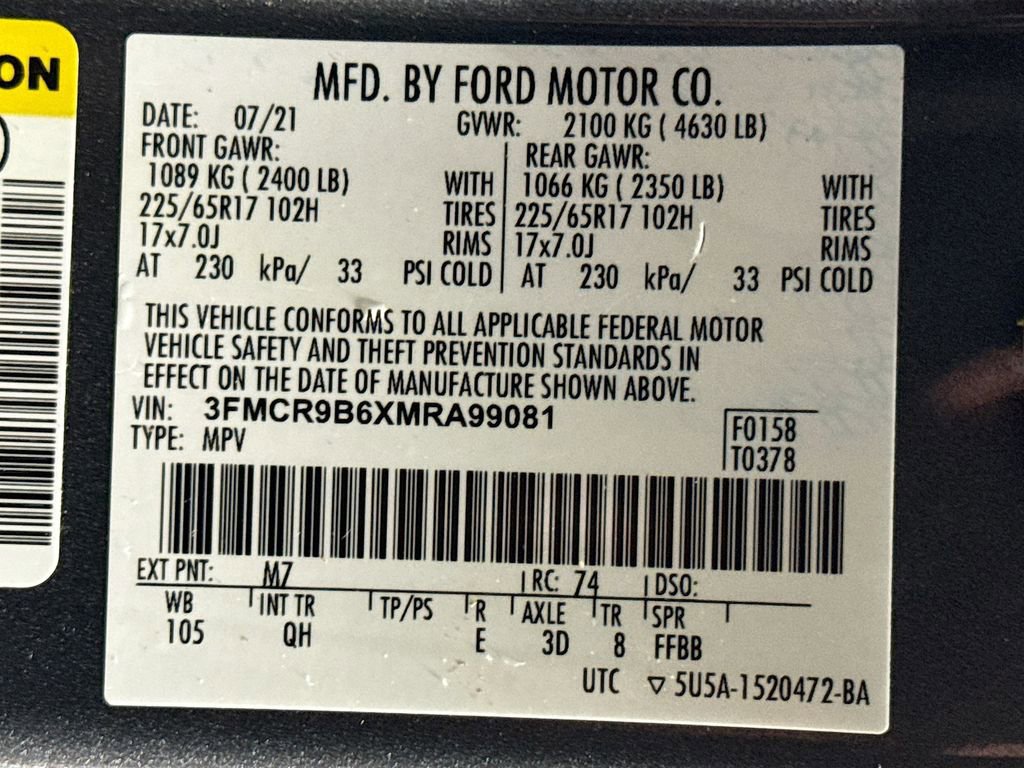 ON
MFD. BY FORD MOTOR CO.
DATE: 07/21 GVWR: 2100 KG ( 4630 LB)
FRONT GAWR: REAR GAWR:
1089 KG ( 2400 LB) WITH 1066 KG ( 2350 LB) WITH
225/65R17 102H TIRES 225/65R17 102H TIRES
17x7.0J RIMS 17x7.0J RIMS
AT 230 kPa/ 33 PSI COLD AT 230 kPa/ 33 PSI COLD
THIS VEHICLE CONFORMS TO ALL APPLICABLE FEDERAL MOTOR
VEHICLE SAFETY AND THEFT PREVENTION STANDARDS IN
EFFECT ON THE DATE OF MANUFACTURE SHOWN ABOVE.
VIN: 3FMCR9B6XMRA99081
TYPE: MPV
F0158
T0378
EXT PNT: M7 RC: 74 DSO:
WB INT TR TP/PS R AXLE TR SPR
105 QH E 3D 8 FFBB
UTC ▽ 5U5A-1520472-BA